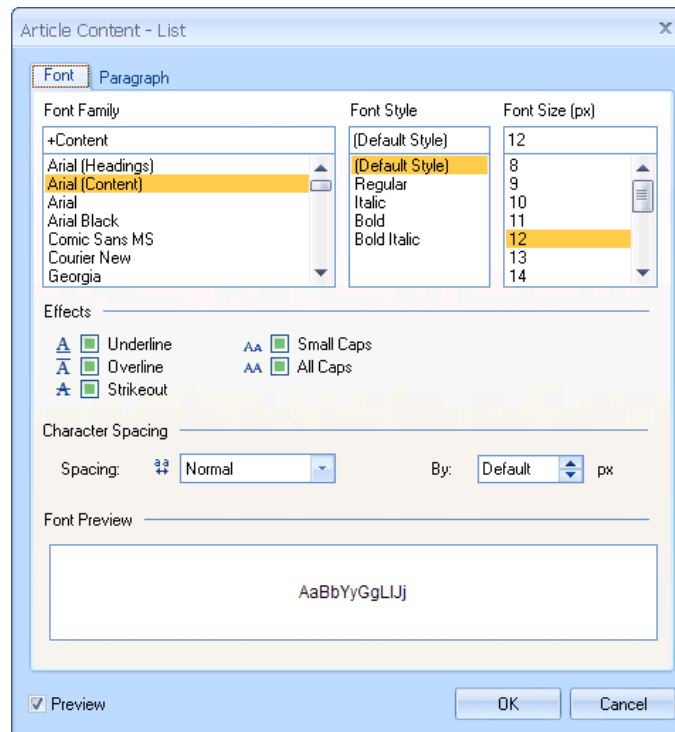 Article Content - List
Font Paragraph
Font Family Font Style Font Size (px)
+Content (Default Style) 12
Arial (Headings) (Default Style) 8
Arial (Content) Regular 9
Arial Italic 10
Arial Black Bold 11
Comic Sans MS Bold Italic 12
Courier New 13
Georgia 14
Effects
A Underline AA Small Caps
A Overline AA All Caps
A Strikeout
Character Spacing
Spacing: aa Normal By: Default px
Font Preview
AaBbYyGgLlJj
Preview OK Cancel